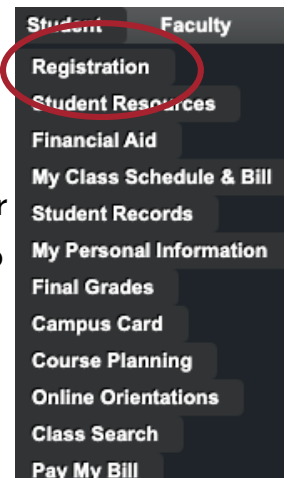 Student Faculty
Registration
Student Resources
Financial Aid
My Class Schedule & Bill
r
Student Records
My Personal Information
Final Grades
Campus Card
Course Planning
Online Orientations
Class Search
Pay My Bill